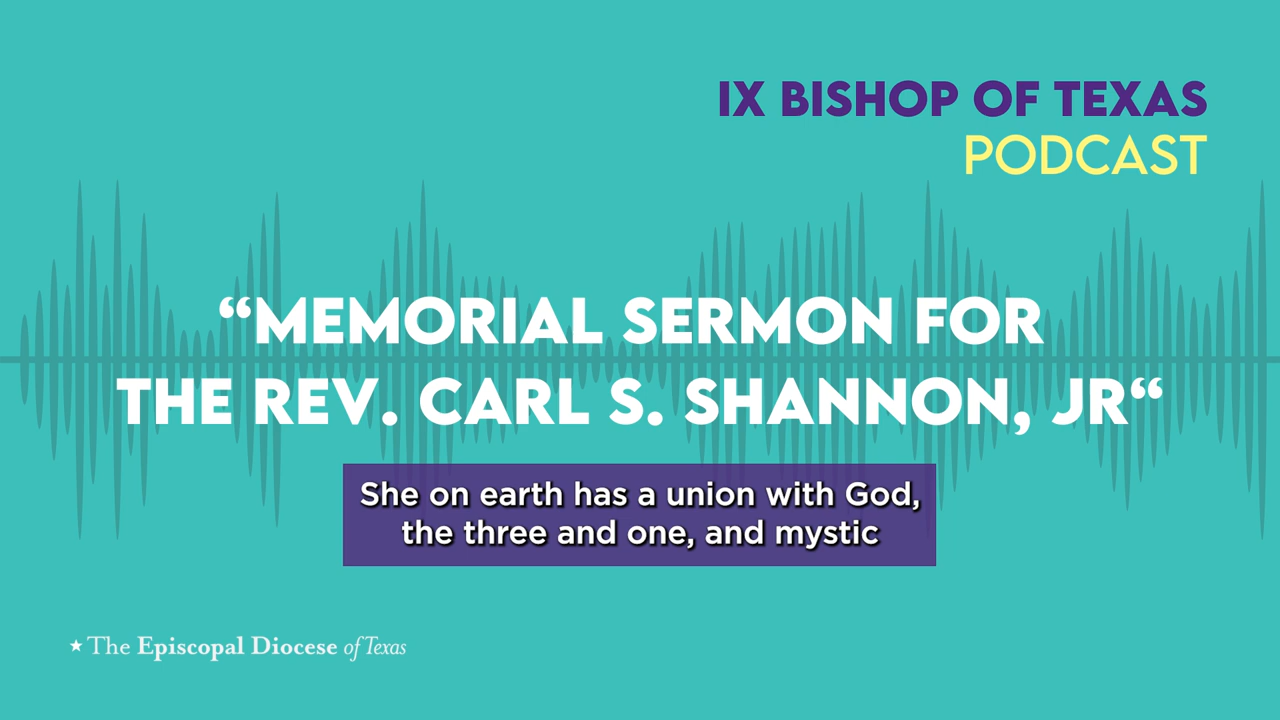 IX BISHOP OF TEXAS
PODCAST
“MEMORIAL SERMON FOR
THE REV. CARL S. SHANNON, JR“
She on earth has a union with God,
the three and one, and mystic
The Episcopal Diocese of Texas